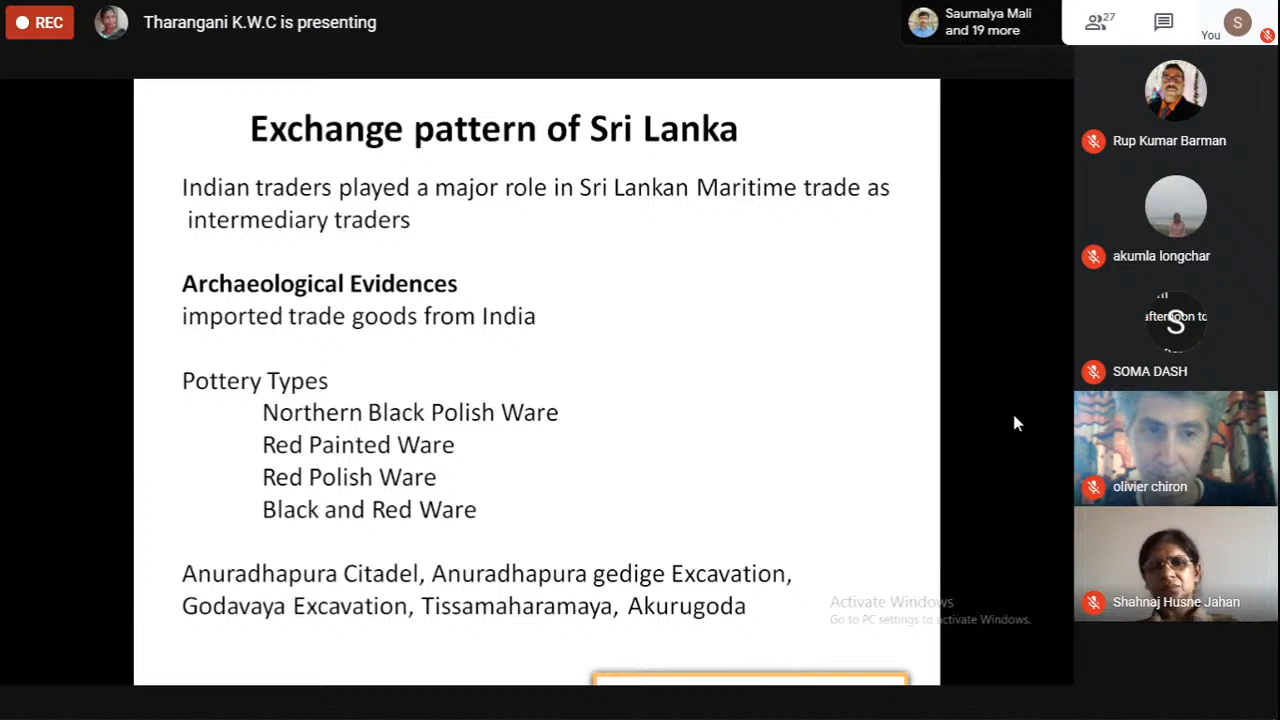 REC
Tharangani K.W.C is presenting
Saumalya Mali
and 19 more
27
You
S
Exchange pattern of Sri Lanka
Indian traders played a major role in Sri Lankan Maritime trade as
intermediary traders
Archaeological Evidences
imported trade goods from India
Pottery Types
Northern Black Polish Ware
Red Painted Ware
Red Polish Ware
Black and Red Ware
Anuradhapura Citadel, Anuradhapura gedige Excavation,
Godavaya Excavation, Tissamaharamaya, Akurugoda
Activate Windows
Go to PC settings to activate Windows.
Rup Kumar Barman
akumla longchar
afternoon to
S
SOMA DASH
olivier chiron
Shahnaj Husne Jahan